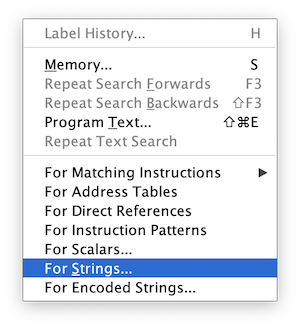 Label History... H
Memory... S
Repeat Search Forwards F3
Repeat Search Backwards ⇧F3
Program Text... ⇧⌘E
Repeat Text Search
For Matching Instructions ▶
For Address Tables
For Direct References
For Instruction Patterns
For Scalars...
For Strings...
For Encoded Strings...